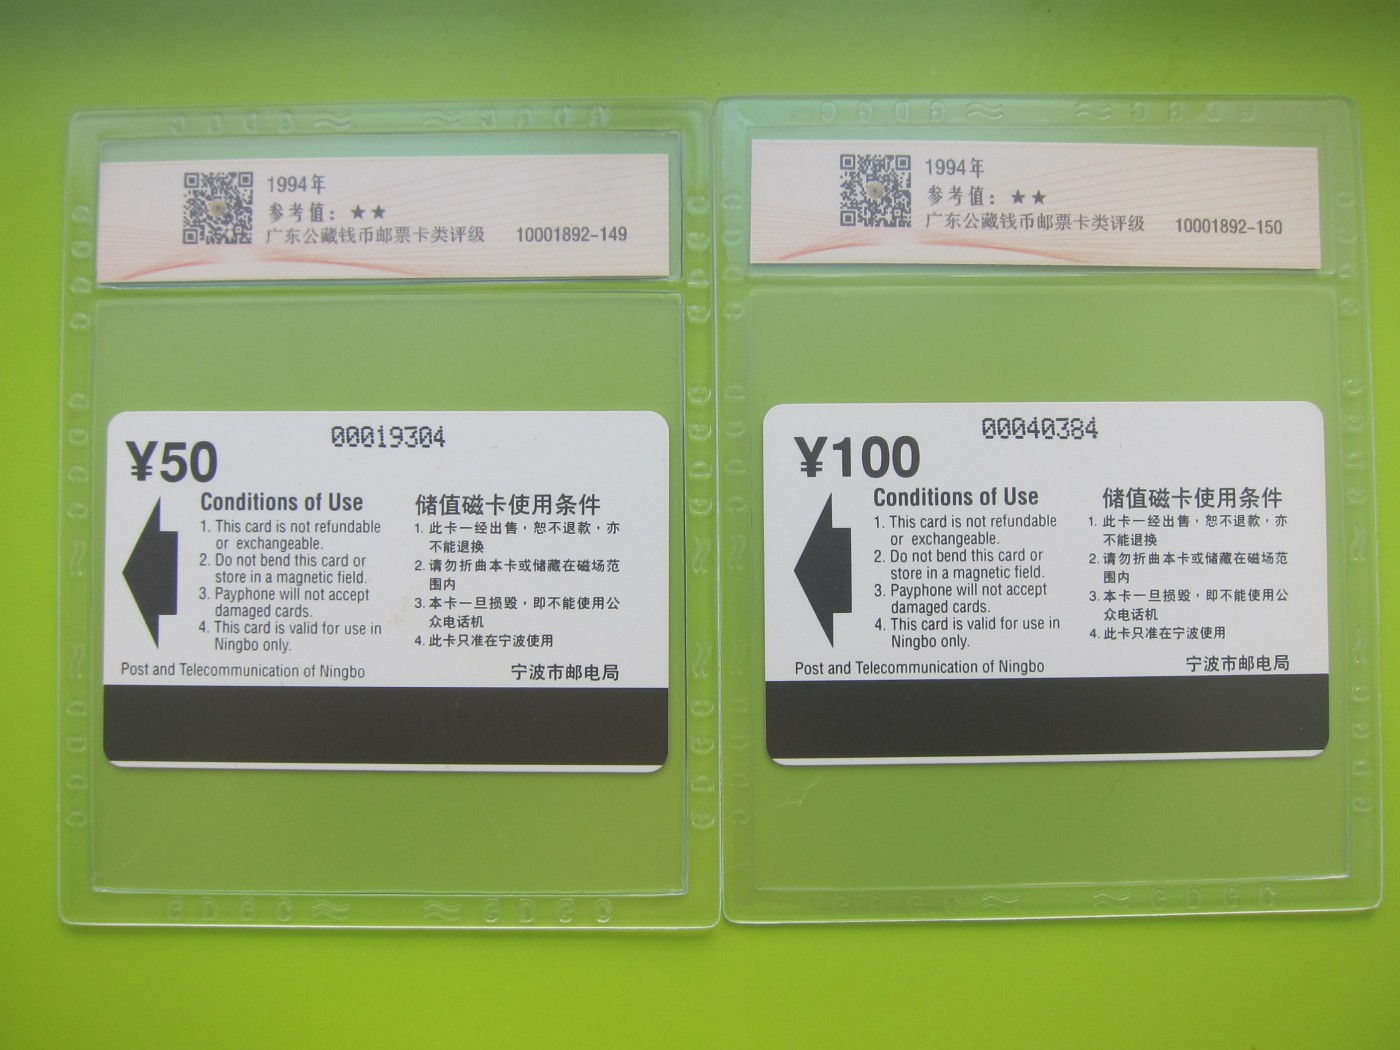 1994年
参考值：★★
广东公藏钱币邮票卡类评级 10001892-149
00019304
¥50
Conditions of Use
1. This card is not refundable
or exchangeable.
2. Do not bend this card or
store in a magnetic field.
3. Payphone will not accept
damaged cards.
4. This card is valid for use in
Ningbo only.
储值磁卡使用条件
1. 此卡一经出售，恕不退款，亦
不能退换
2. 请勿折曲本卡或储藏在磁场范
围内
3. 本卡一旦损毁，即不能使用公
众电话机
4. 此卡只准在宁波使用
Post and Telecommunication of Ningbo 宁波市邮电局
1994年
参考值：★★
广东公藏钱币邮票卡类评级 10001892-150
00040384
¥100
Conditions of Use
1. This card is not refundable
or exchangeable.
2. Do not bend this card or
store in a magnetic field.
3. Payphone will not accept
damaged cards.
4. This card is valid for use in
Ningbo only.
储值磁卡使用条件
1. 此卡一经出售，恕不退款，亦
不能退换
2. 请勿折曲本卡或储藏在磁场范
围内
3. 本卡一旦损毁，即不能使用公
众电话机
4. 此卡只准在宁波使用
Post and Telecommunication of Ningbo 宁波市邮电局